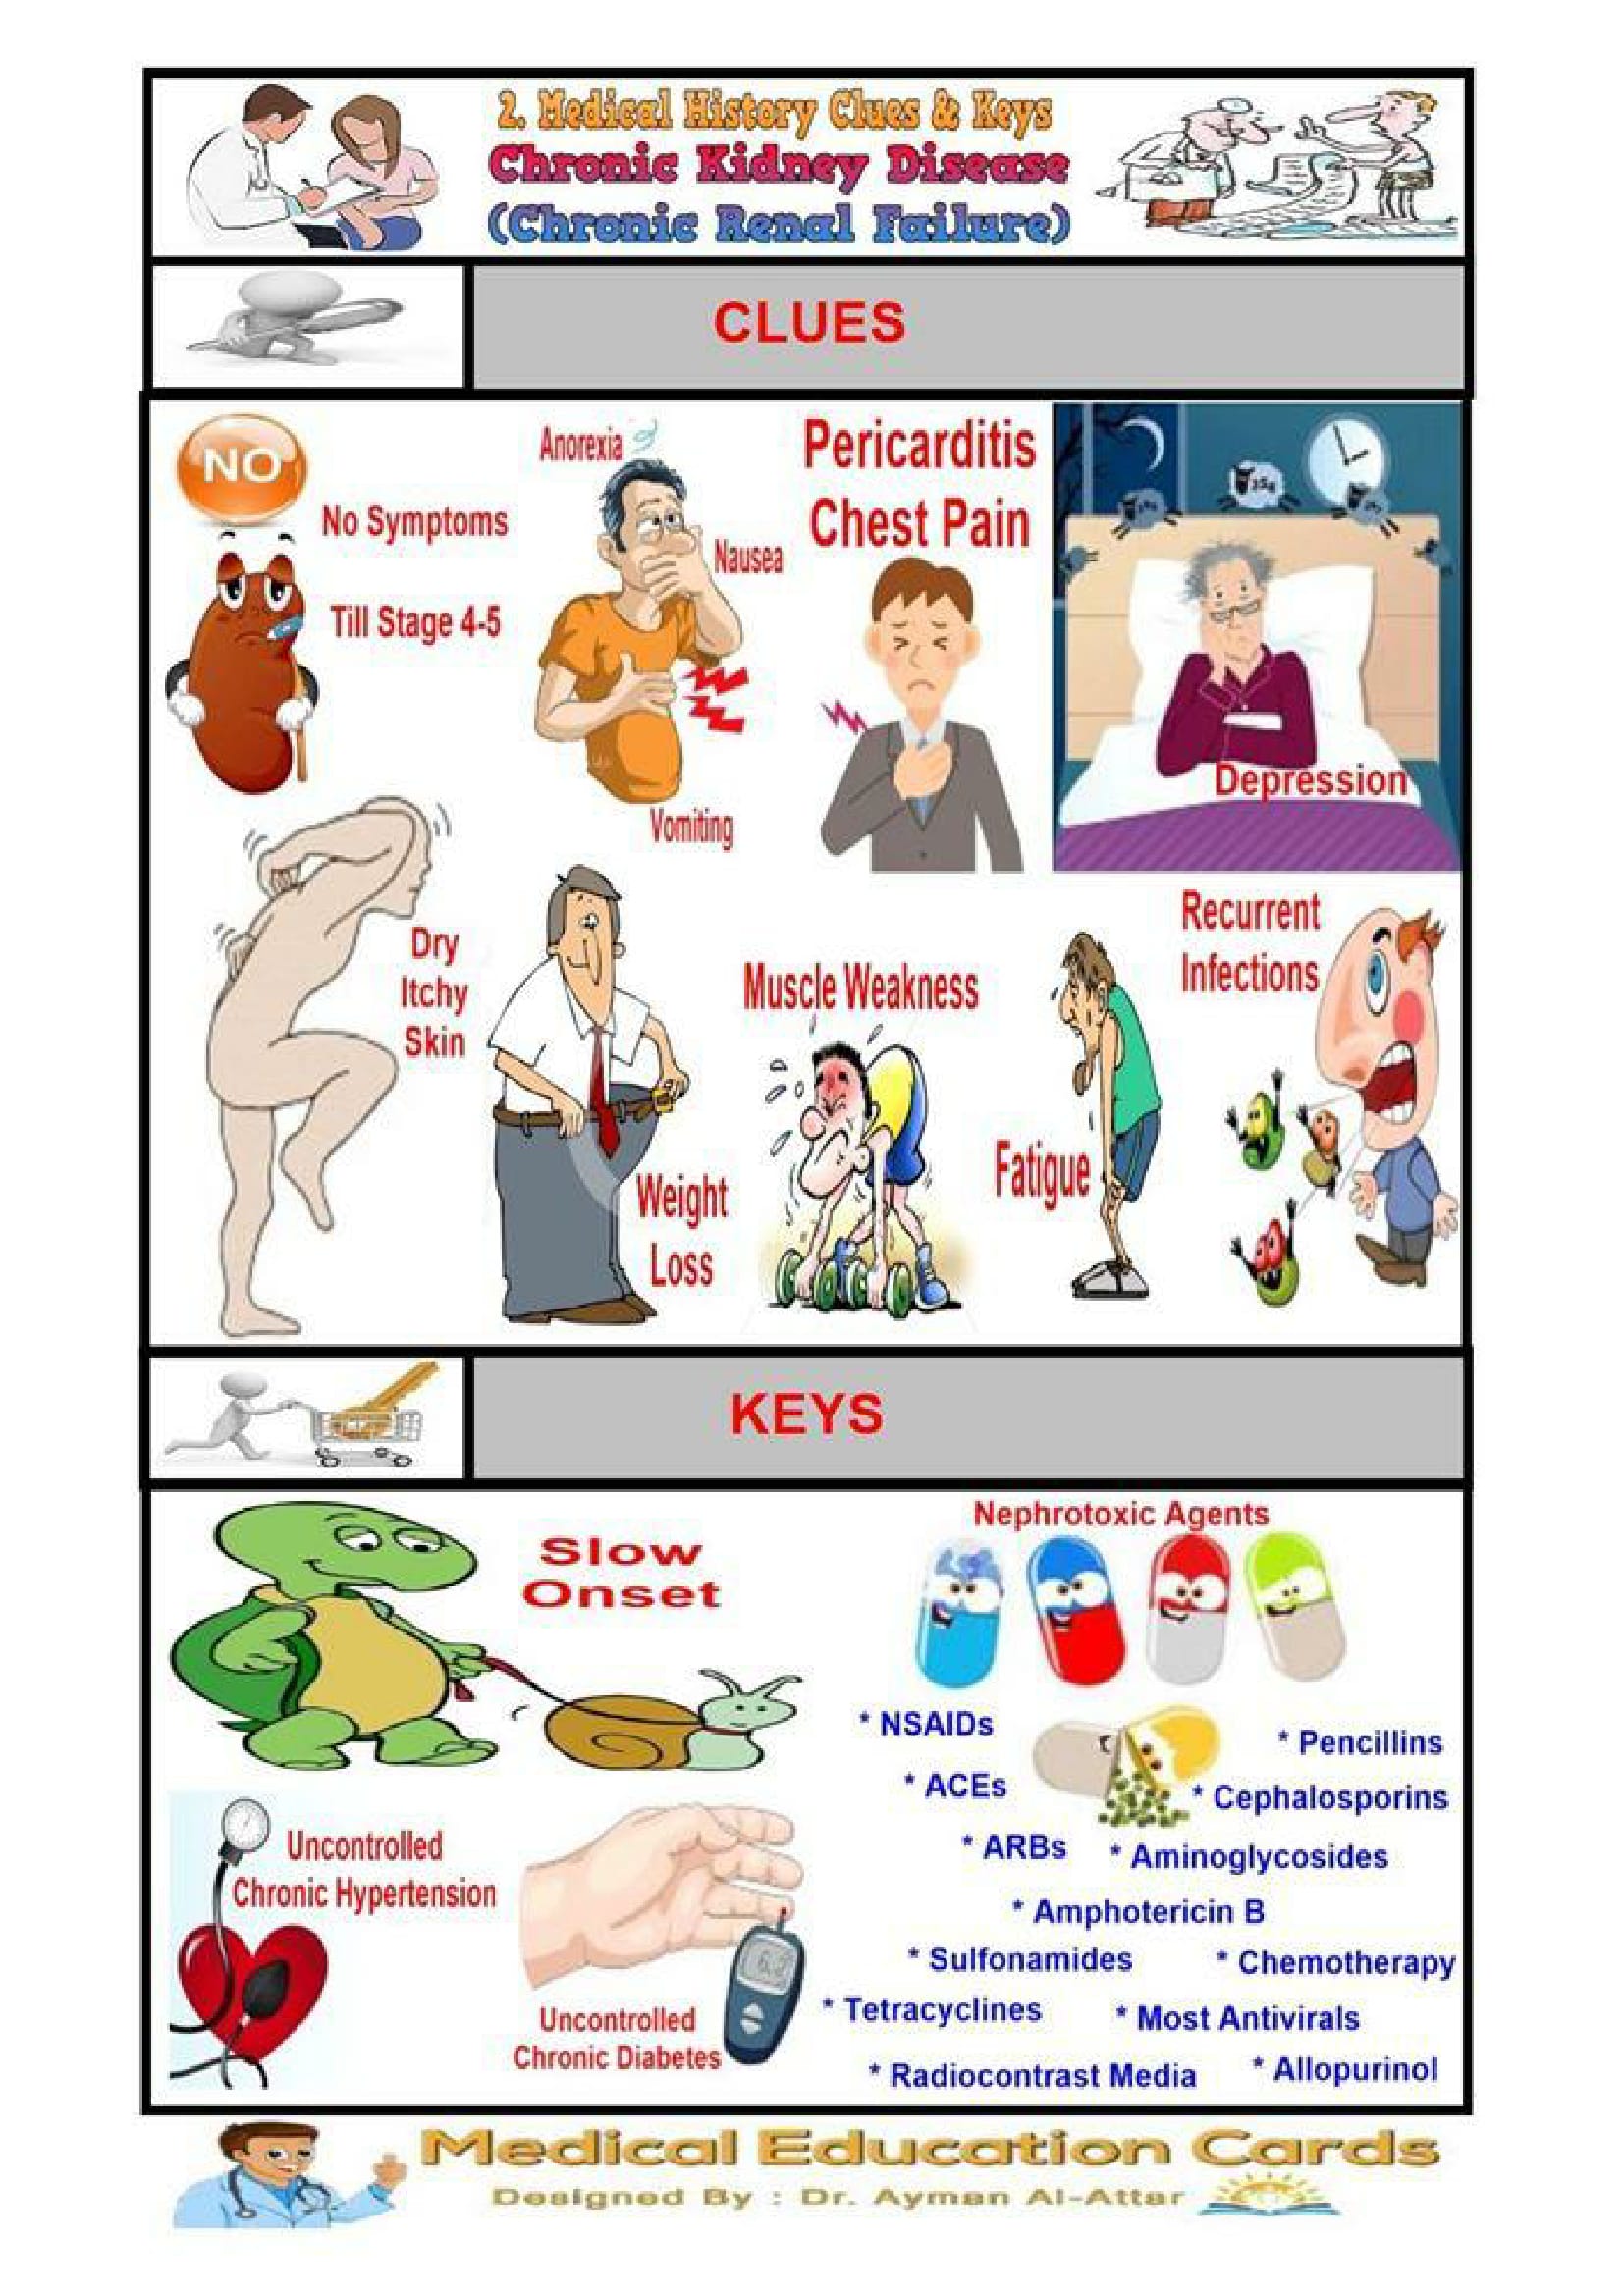 2. Medical History Clues & Keys
Chronic Kidney Disease
(Chronic Renal Failure)
CLUES
NO
No Symptoms
Till Stage 4-5
Anorexia
Nausea
Vomiting
Pericarditis
Chest Pain
154
Depression
Dry
Itchy
Skin
Weight
Loss
Muscle Weakness
Fatigue
Recurrent
Infections
KEYS
Slow
Onset
Uncontrolled
Chronic Hypertension
Uncontrolled
Chronic Diabetes
6.2
Nephrotoxic Agents
* NSAIDs
* Pencillins
* ACEs
* Cephalosporins
* ARBs
* Aminoglycosides
* Amphotericin B
* Sulfonamides
* Chemotherapy
* Tetracyclines
* Most Antivirals
* Radiocontrast Media
* Allopurinol
Medical Education Cards
Designed By : Dr. Ayman Al-Attar